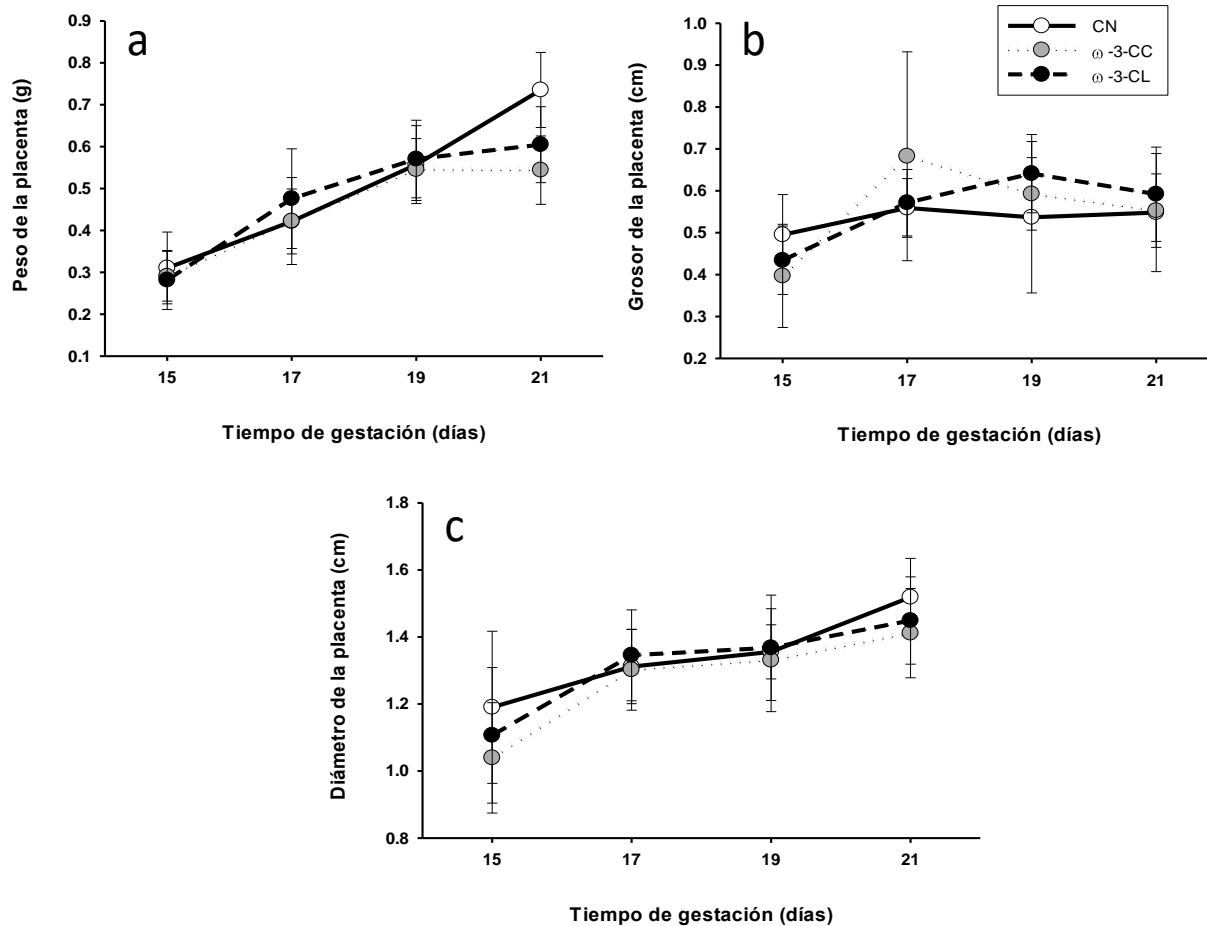 a
Peso de la placenta (g)
0.9
0.8
0.7
0.6
0.5
0.4
0.3
0.2
0.1
15 17 19 21
Tiempo de gestación (días)
b
Grosor de la placenta (cm)
1.0
0.9
0.8
0.7
0.6
0.5
0.4
0.3
0.2
15 17 19 21
Tiempo de gestación (días)
CN
ω -3-CC
ω -3-CL
c
Diámetro de la placenta (cm)
1.8
1.6
1.4
1.2
1.0
0.8
15 17 19 21
Tiempo de gestación (días)